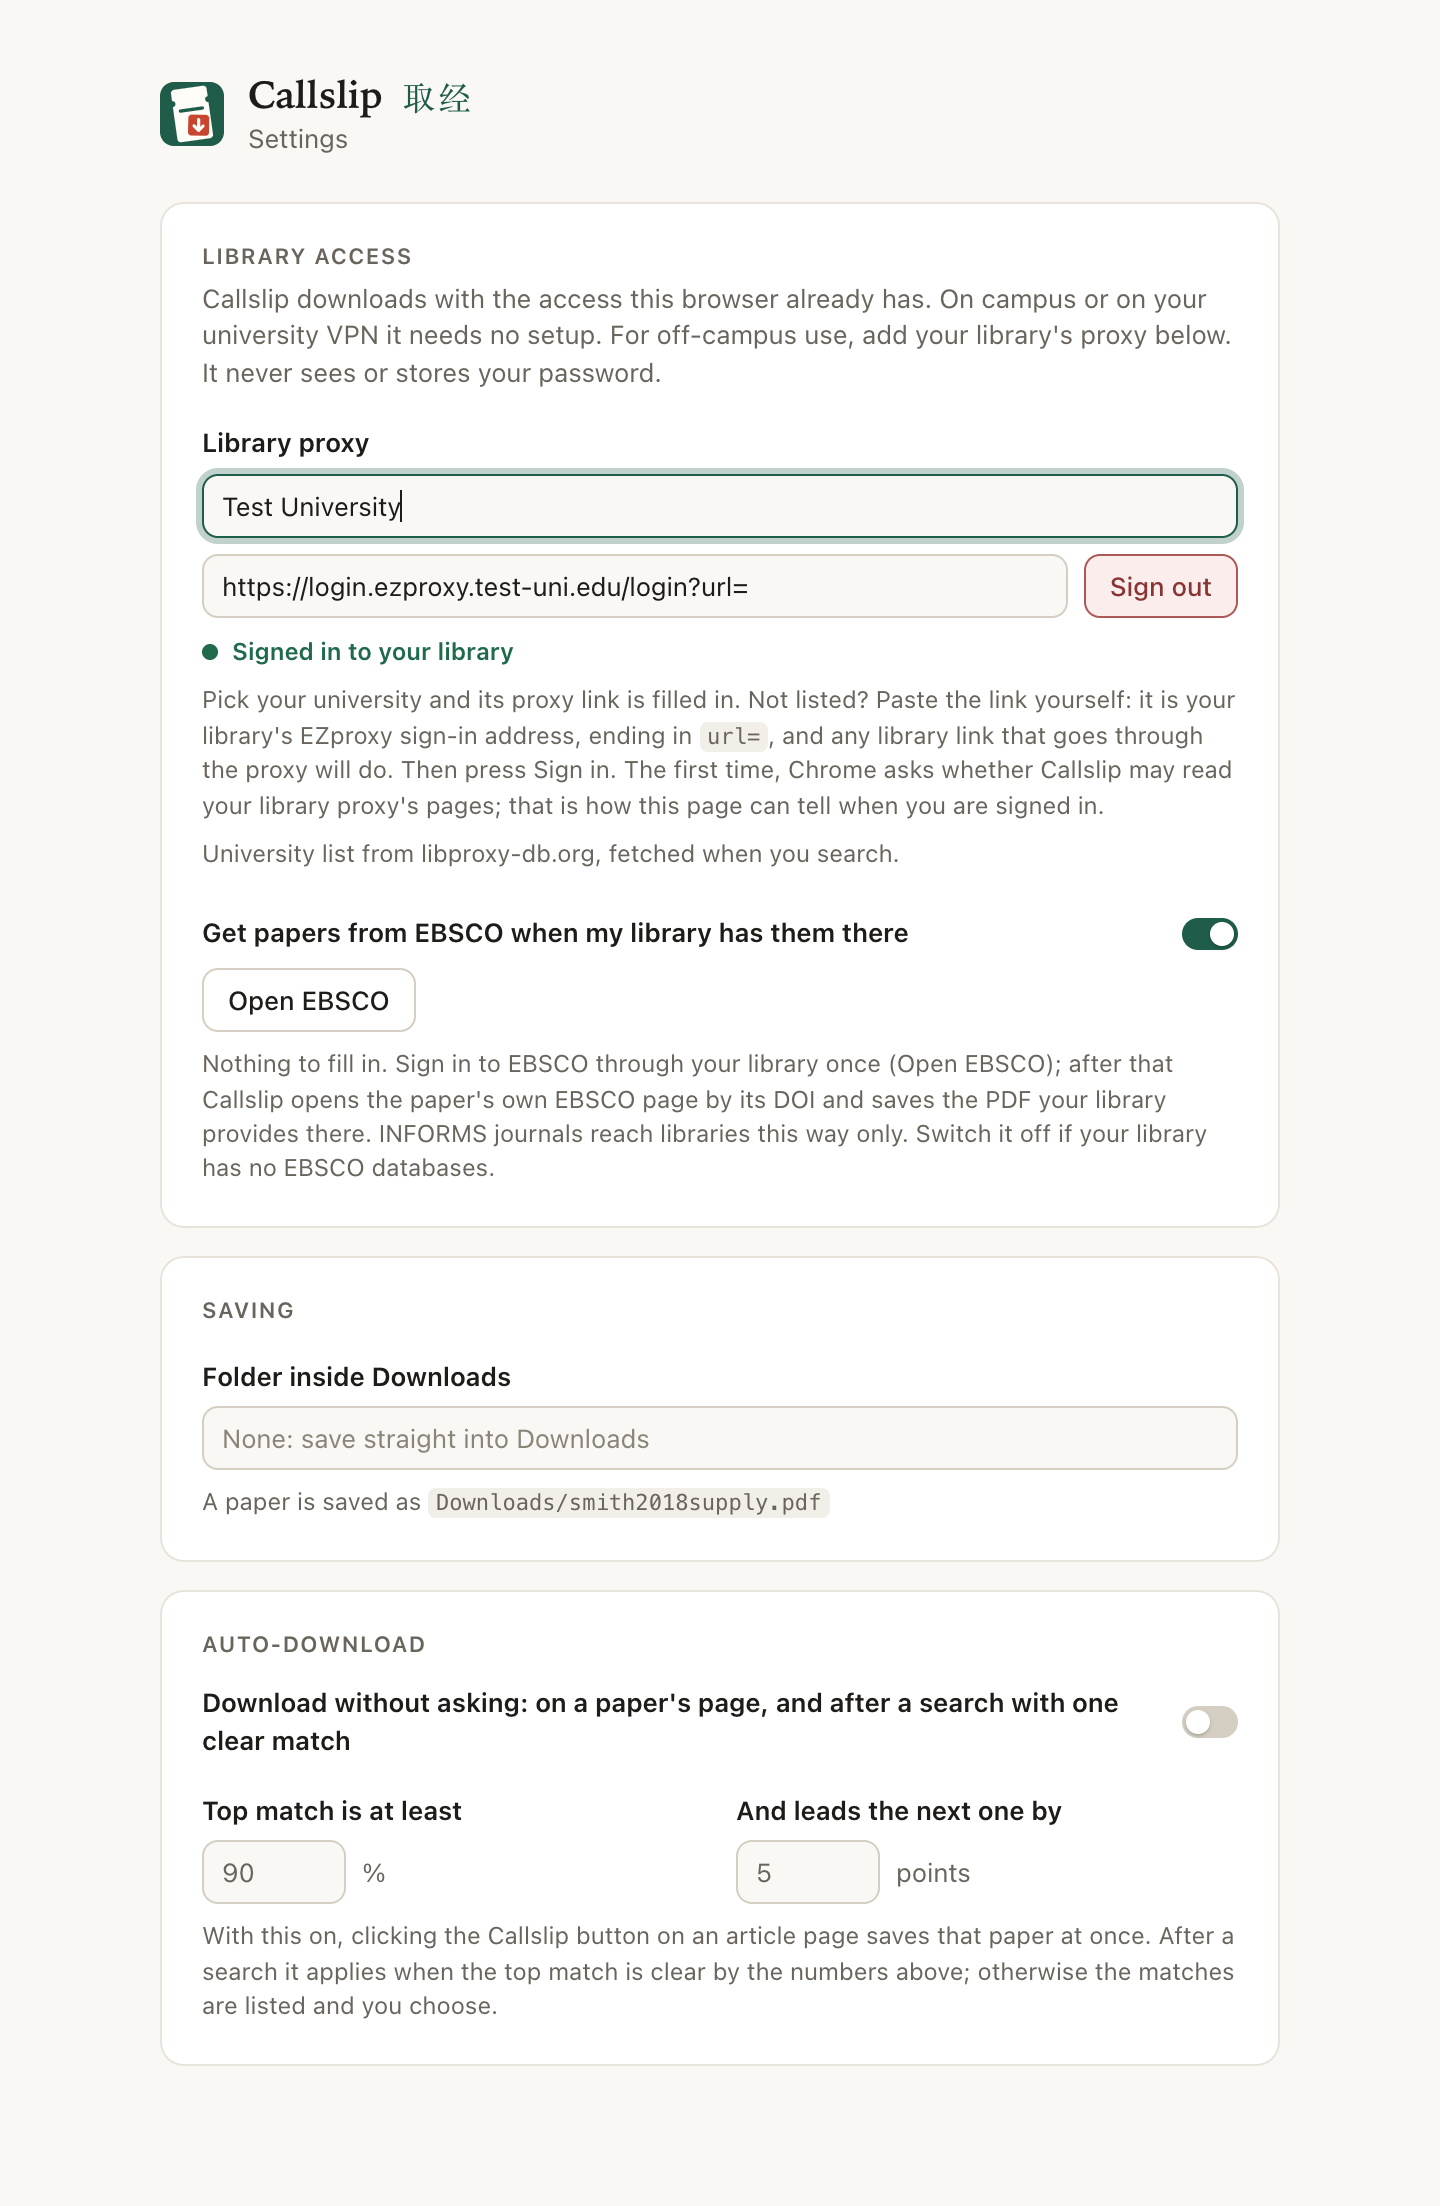 Callslip 取经
Settings
LIBRARY ACCESS
Callslip downloads with the access this browser already has. On campus or on your
university VPN it needs no setup. For off-campus use, add your library's proxy below.
It never sees or stores your password.
Library proxy
Test University
https://login.ezproxy.test-uni.edu/login?url=
Sign out
Signed in to your library
Pick your university and its proxy link is filled in. Not listed? Paste the link yourself: it is your
library's EZproxy sign-in address, ending in url=, and any library link that goes through
the proxy will do. Then press Sign in. The first time, Chrome asks whether Callslip may read
your library proxy's pages; that is how this page can tell when you are signed in.
University list from libproxy-db.org, fetched when you search.
Get papers from EBSCO when my library has them there
Open EBSCO
Nothing to fill in. Sign in to EBSCO through your library once (Open EBSCO); after that
Callslip opens the paper's own EBSCO page by its DOI and saves the PDF your library
provides there. INFORMS journals reach libraries this way only. Switch it off if your library
has no EBSCO databases.
SAVING
Folder inside Downloads
None: save straight into Downloads
A paper is saved as Downloads/smith2018supply.pdf
AUTO-DOWNLOAD
Download without asking: on a paper's page, and after a search with one
clear match
Top match is at least
And leads the next one by
90 %
5 points
With this on, clicking the Callslip button on an article page saves that paper at once. After a
search it applies when the top match is clear by the numbers above; otherwise the matches
are listed and you choose.